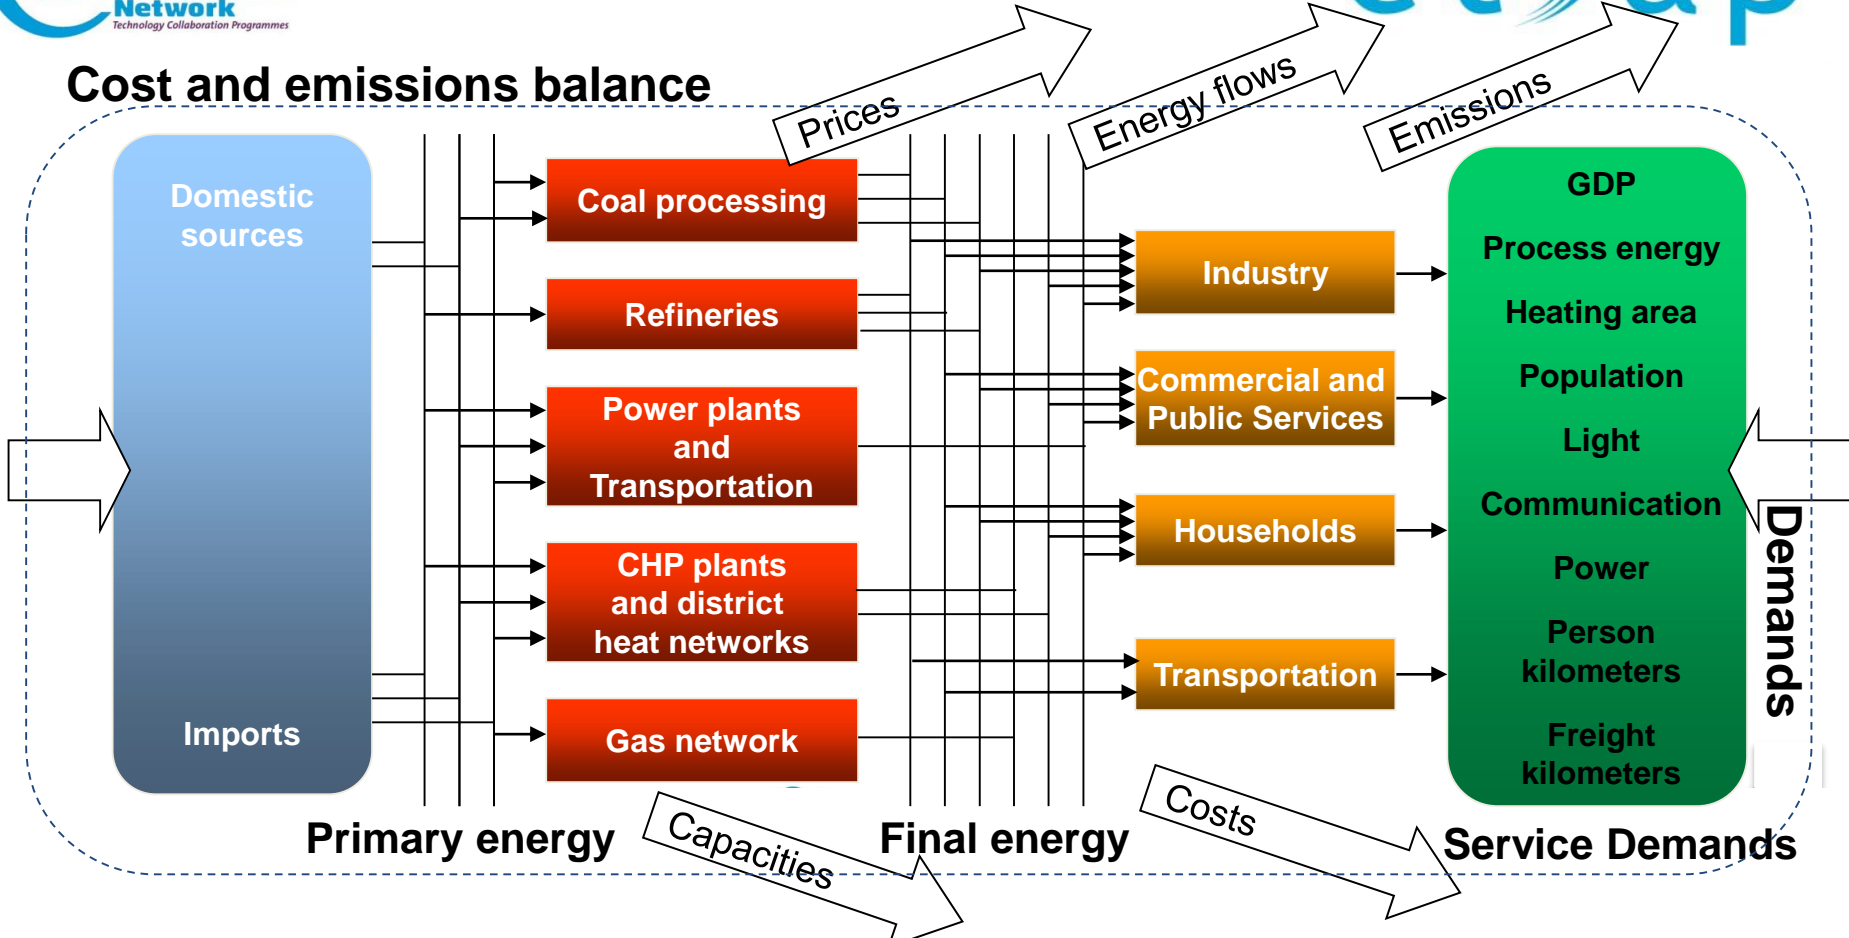 Network
Technology Collaboration Programmes
Cost and emissions balance
Prices
Energy flows
Emissions
Domestic
sources
Imports
Coal processing
Refineries
Power plants
and
Transportation
CHP plants
and district
heat networks
Gas network
Industry
Commercial and
Public Services
Households
Transportation
GDP
Process energy
Heating area
Population
Light
Communication
Power
Person
kilometers
Freight
kilometers
Demands
Primary energy
Capacities
Final energy
Costs
Service Demands